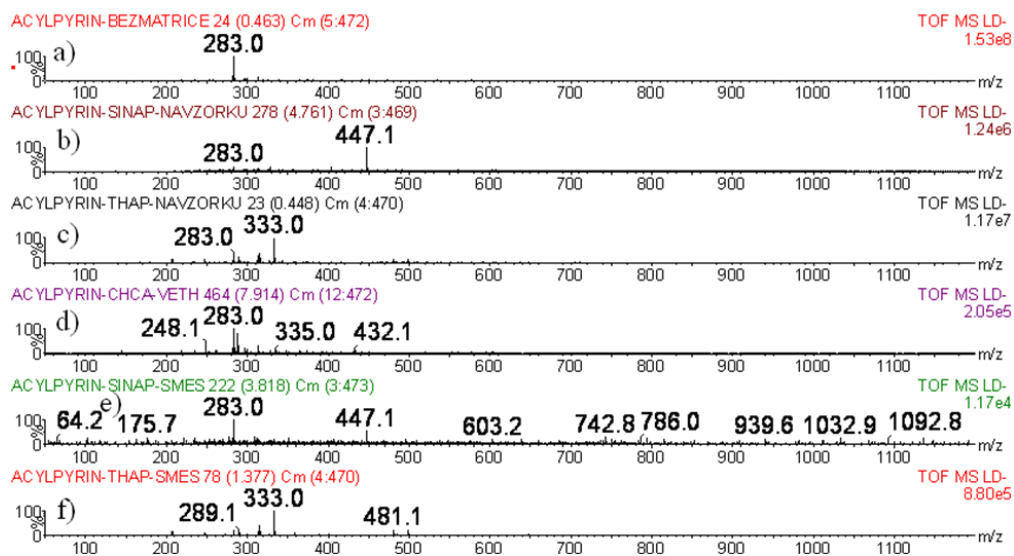 ACYLPYRIN-BEZMATRICE 24 (0.463) Cm (5:472) TOF MS LD-
1.53e8
a) 283.0
100
%
0
100 200 300 400 500 600 700 800 900 1000 1100 m/z
ACYLPYRIN-SINAP-NAVZORKU 278 (4.761) Cm (3:469) TOF MS LD-
1.24e6
b) 283.0 447.1
100
%
0
100 200 300 400 500 600 700 800 900 1000 1100 m/z
ACYLPYRIN-THAP-NAVZORKU 23 (0.448) Cm (4:470) TOF MS LD-
1.17e7
c) 283.0 333.0
100
%
0
100 200 300 400 500 600 700 800 900 1000 1100 m/z
ACYLPYRIN-CHCA-VETH 464 (7.914) Cm (12:472) TOF MS LD-
2.05e5
d) 248.1 283.0 335.0 432.1
100
%
0
100 200 300 400 500 600 700 800 900 1000 1100 m/z
ACYLPYRIN-SINAP-SMES 222 (3.818) Cm (3:473) TOF MS LD-
1.17e4
e) 64.2 175.7 283.0 447.1 603.2 742.8 786.0 939.6 1032.9 1092.8
100
%
0
100 200 300 400 500 600 700 800 900 1000 1100 m/z
ACYLPYRIN-THAP-SMES 78 (1.377) Cm (4:470) TOF MS LD-
8.80e5
f) 289.1 333.0 481.1
100
%
0
100 200 300 400 500 600 700 800 900 1000 1100 m/z